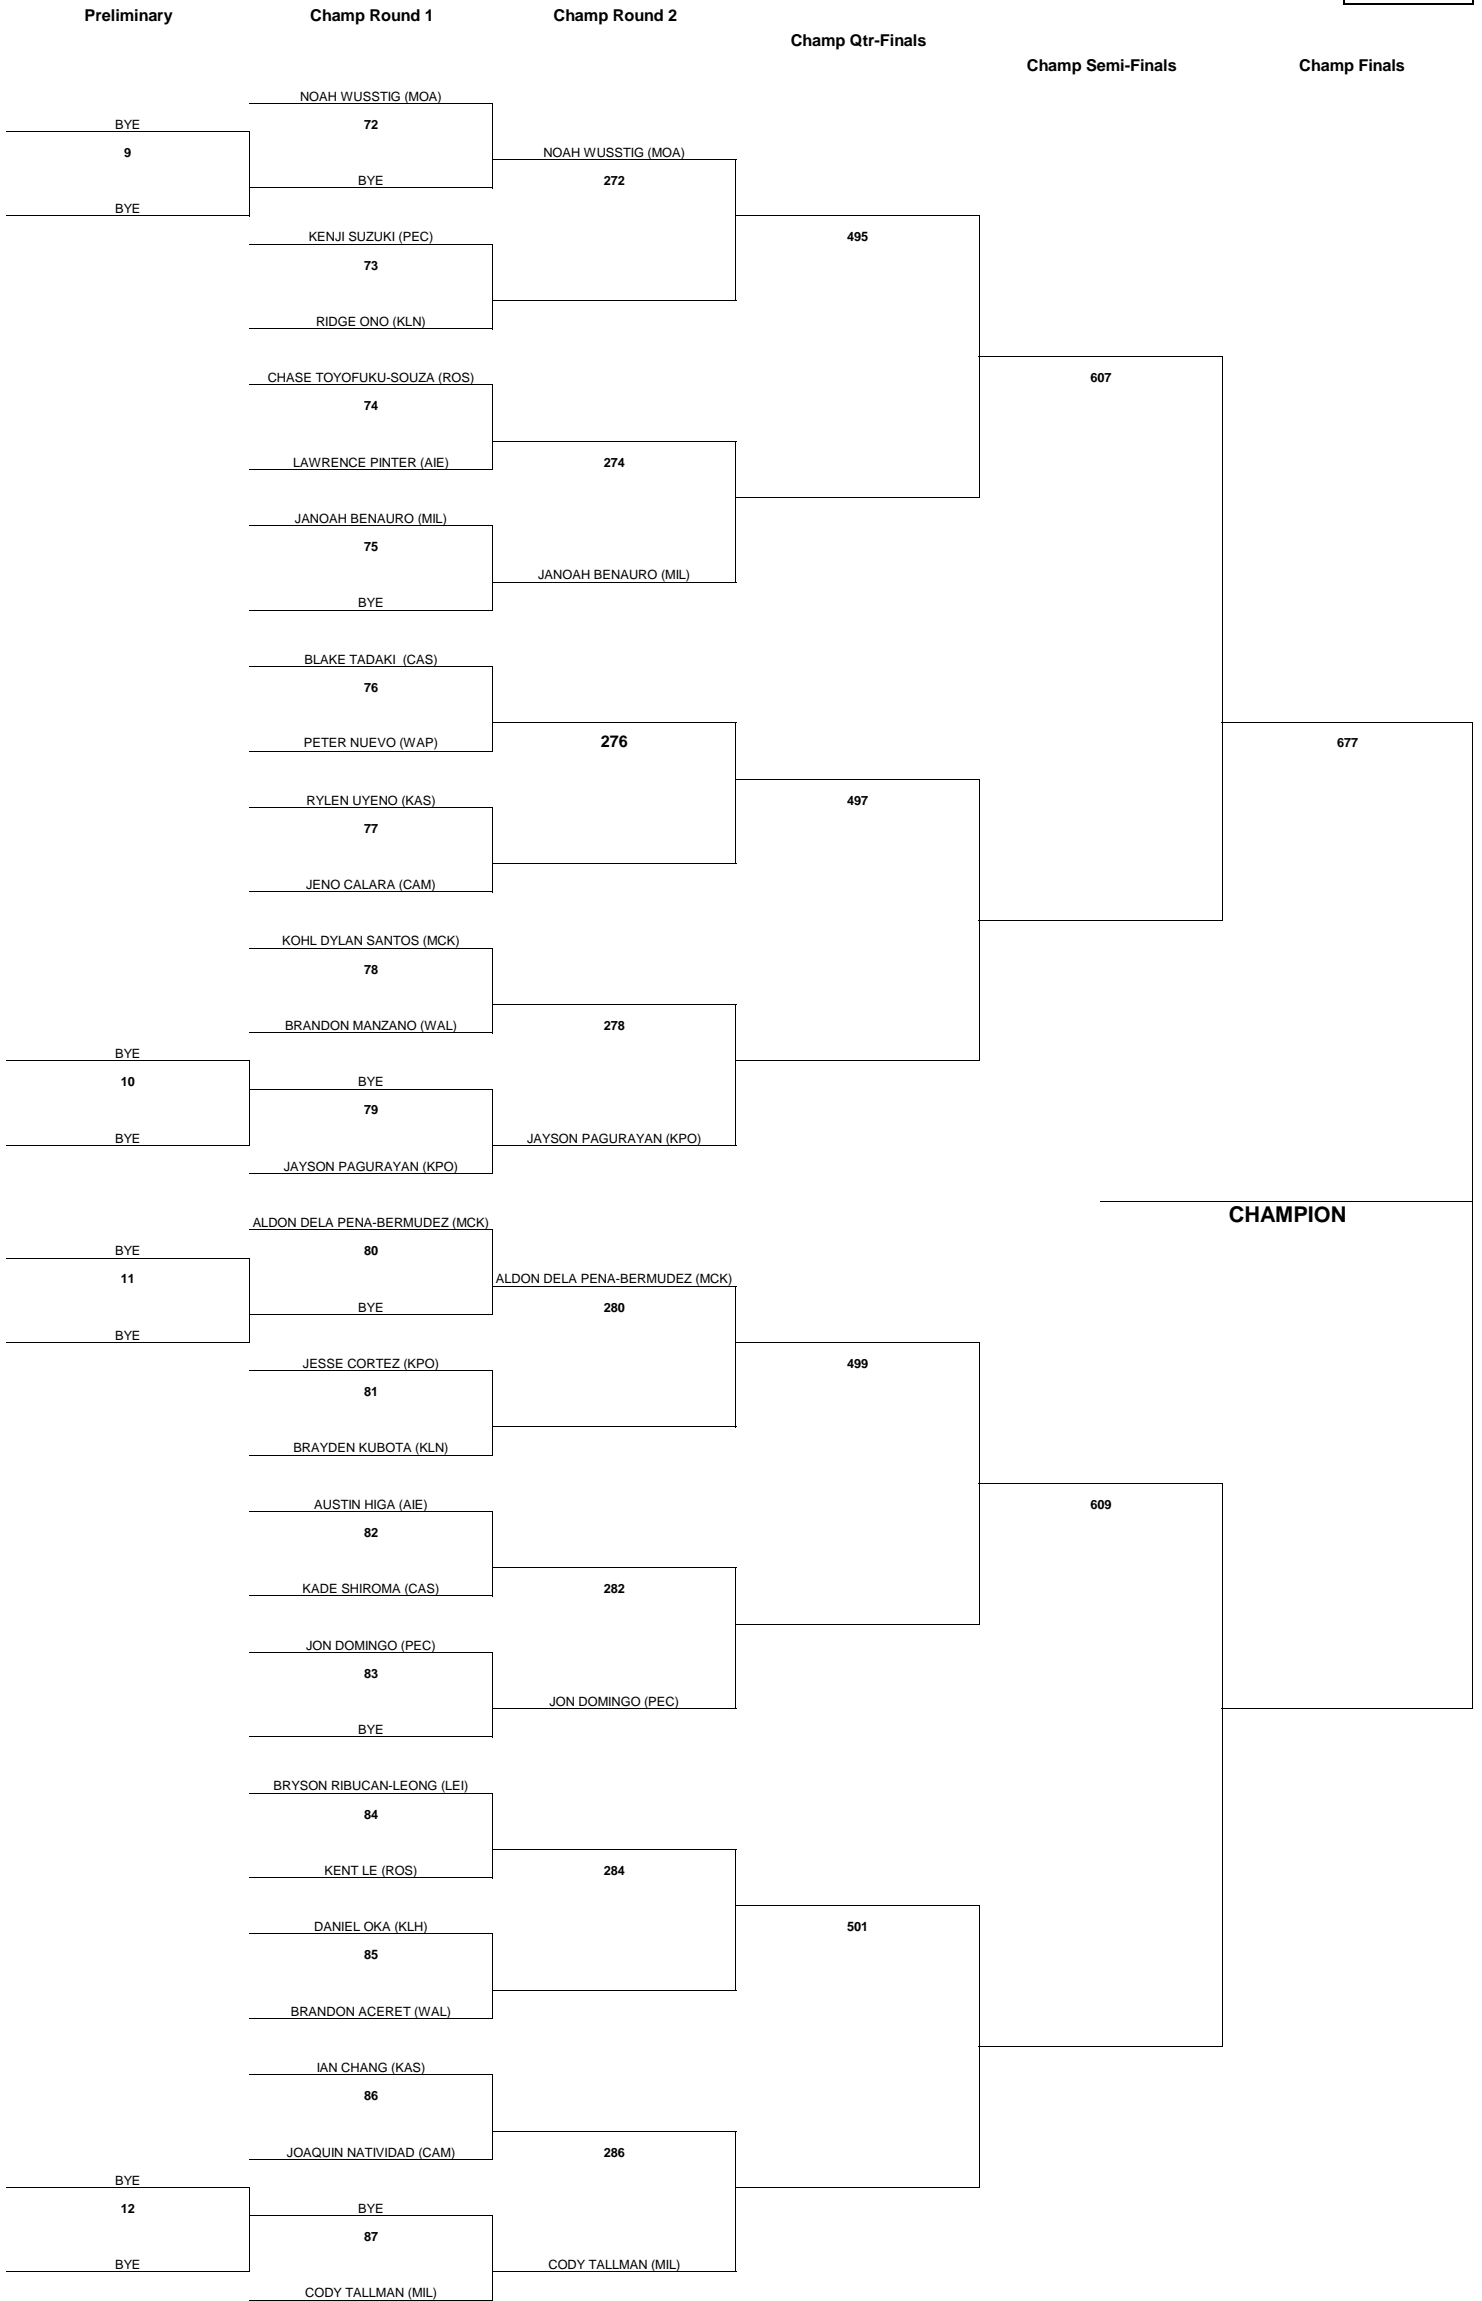 Preliminary Champ Round 1 Champ Round 2
Champ Qtr-Finals
Champ Semi-Finals Champ Finals
NOAH WUSSTIG (MOA)
BYE 72
9 NOAH WUSSTIG (MOA)
BYE 272
BYE
KENJI SUZUKI (PEC) 495
73
RIDGE ONO (KLN)
CHASE TOYOFUKU-SOUZA (ROS) 607
74
LAWRENCE PINTER (AIE) 274
JANOAH BENAURO (MIL)
75
JANOAH BENAURO (MIL)
BYE
BLAKE TADAKI (CAS)
76
PETER NUEVO (WAP) 276 677
RYLEN UYENO (KAS) 497
77
JENO CALARA (CAM)
KOHL DYLAN SANTOS (MCK)
78
BRANDON MANZANO (WAL) 278
BYE
10 BYE
79
BYE JAYSON PAGURAYAN (KPO)
JAYSON PAGURAYAN (KPO)
CHAMPION
ALDON DELA PENA-BERMUDEZ (MCK)
BYE 80
11 ALDON DELA PENA-BERMUDEZ (MCK)
BYE 280
BYE
JESSE CORTEZ (KPO) 499
81
BRAYDEN KUBOTA (KLN)
AUSTIN HIGA (AIE) 609
82
KADE SHIROMA (CAS) 282
JON DOMINGO (PEC)
83
JON DOMINGO (PEC)
BYE
BRYSON RIBUCAN-LEONG (LEI)
84
KENT LE (ROS) 284
DANIEL OKA (KLH) 501
85
BRANDON ACERET (WAL)
IAN CHANG (KAS)
86
JOAQUIN NATIVIDAD (CAM) 286
BYE
12 BYE
87
BYE CODY TALLMAN (MIL)
CODY TALLMAN (MIL)